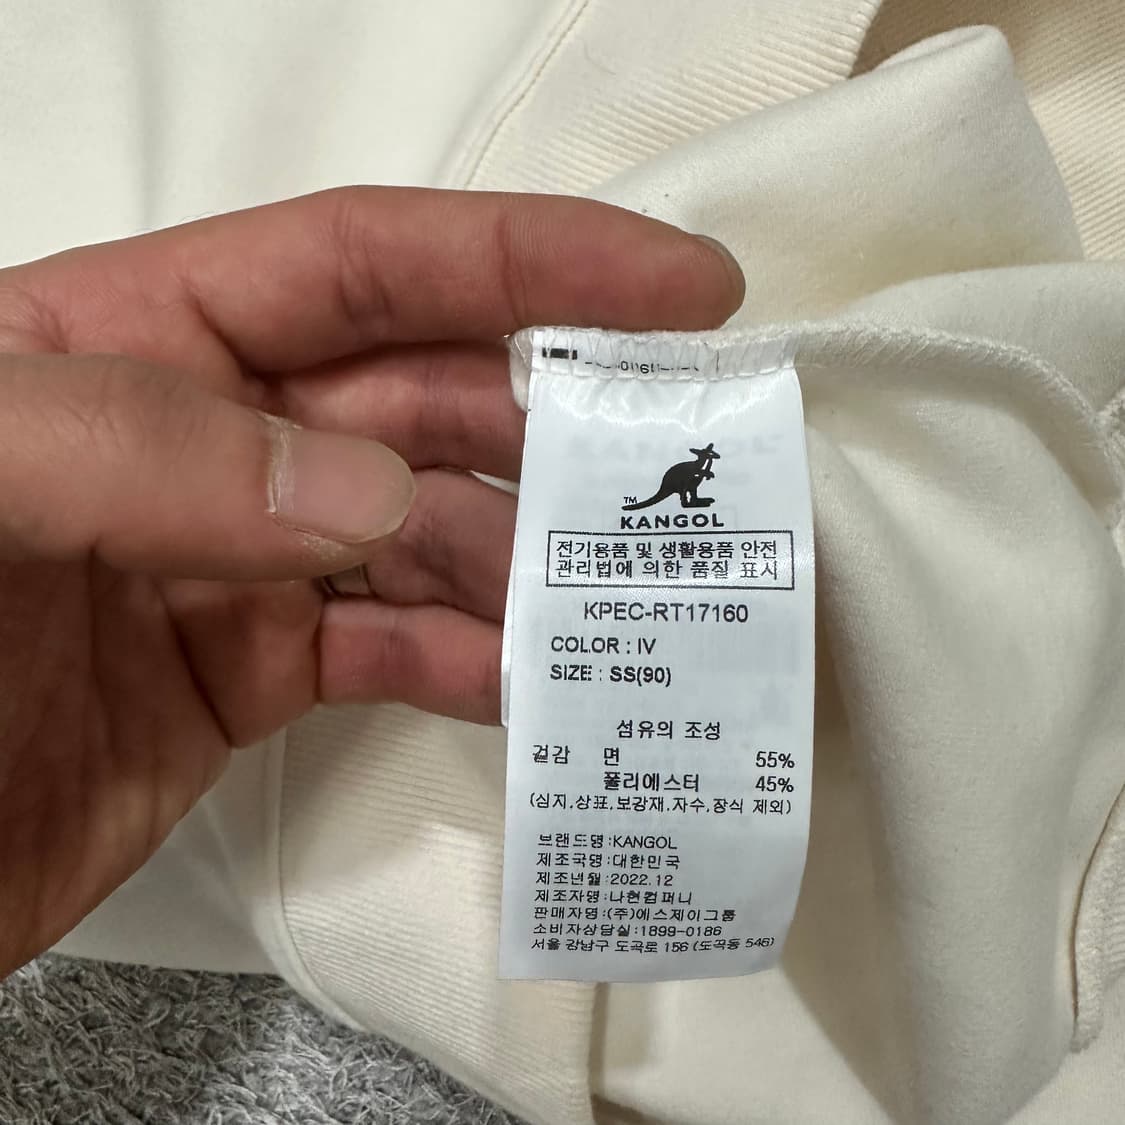 TM
KANGOL
전기용품 및 생활용품 안전
관리법에 의한 품질 표시
KPEC-RT17160
COLOR : IV
SIZE : SS(90)
섬유의 조성
겉감 면 55%
폴리에스터 45%
(심지,상표,보강재,자수,장식 제외)
브랜드명:KANGOL
제조국명:대한민국
제조년월:2022.12
제조자명:나현컴퍼니
판매자명:(주)에스제이그룹
소비자상담실:1899-0186
서울 강남구 도곡로 156 (도곡동 546)